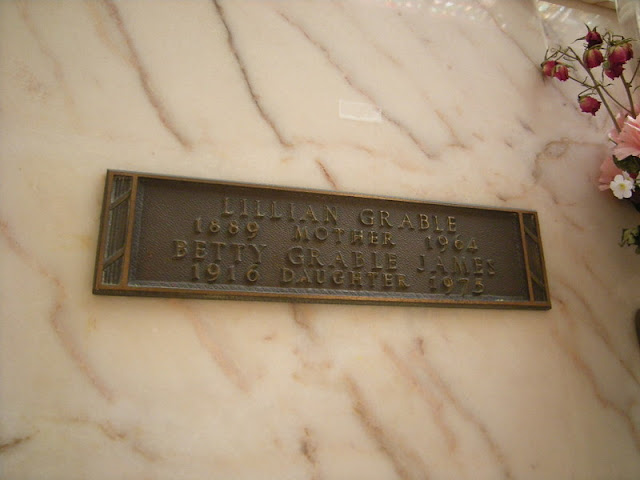 LILLIAN GRABLE
1889 MOTHER 1964
BETTY GRABLE JAMES
1916 DAUGHTER 1973